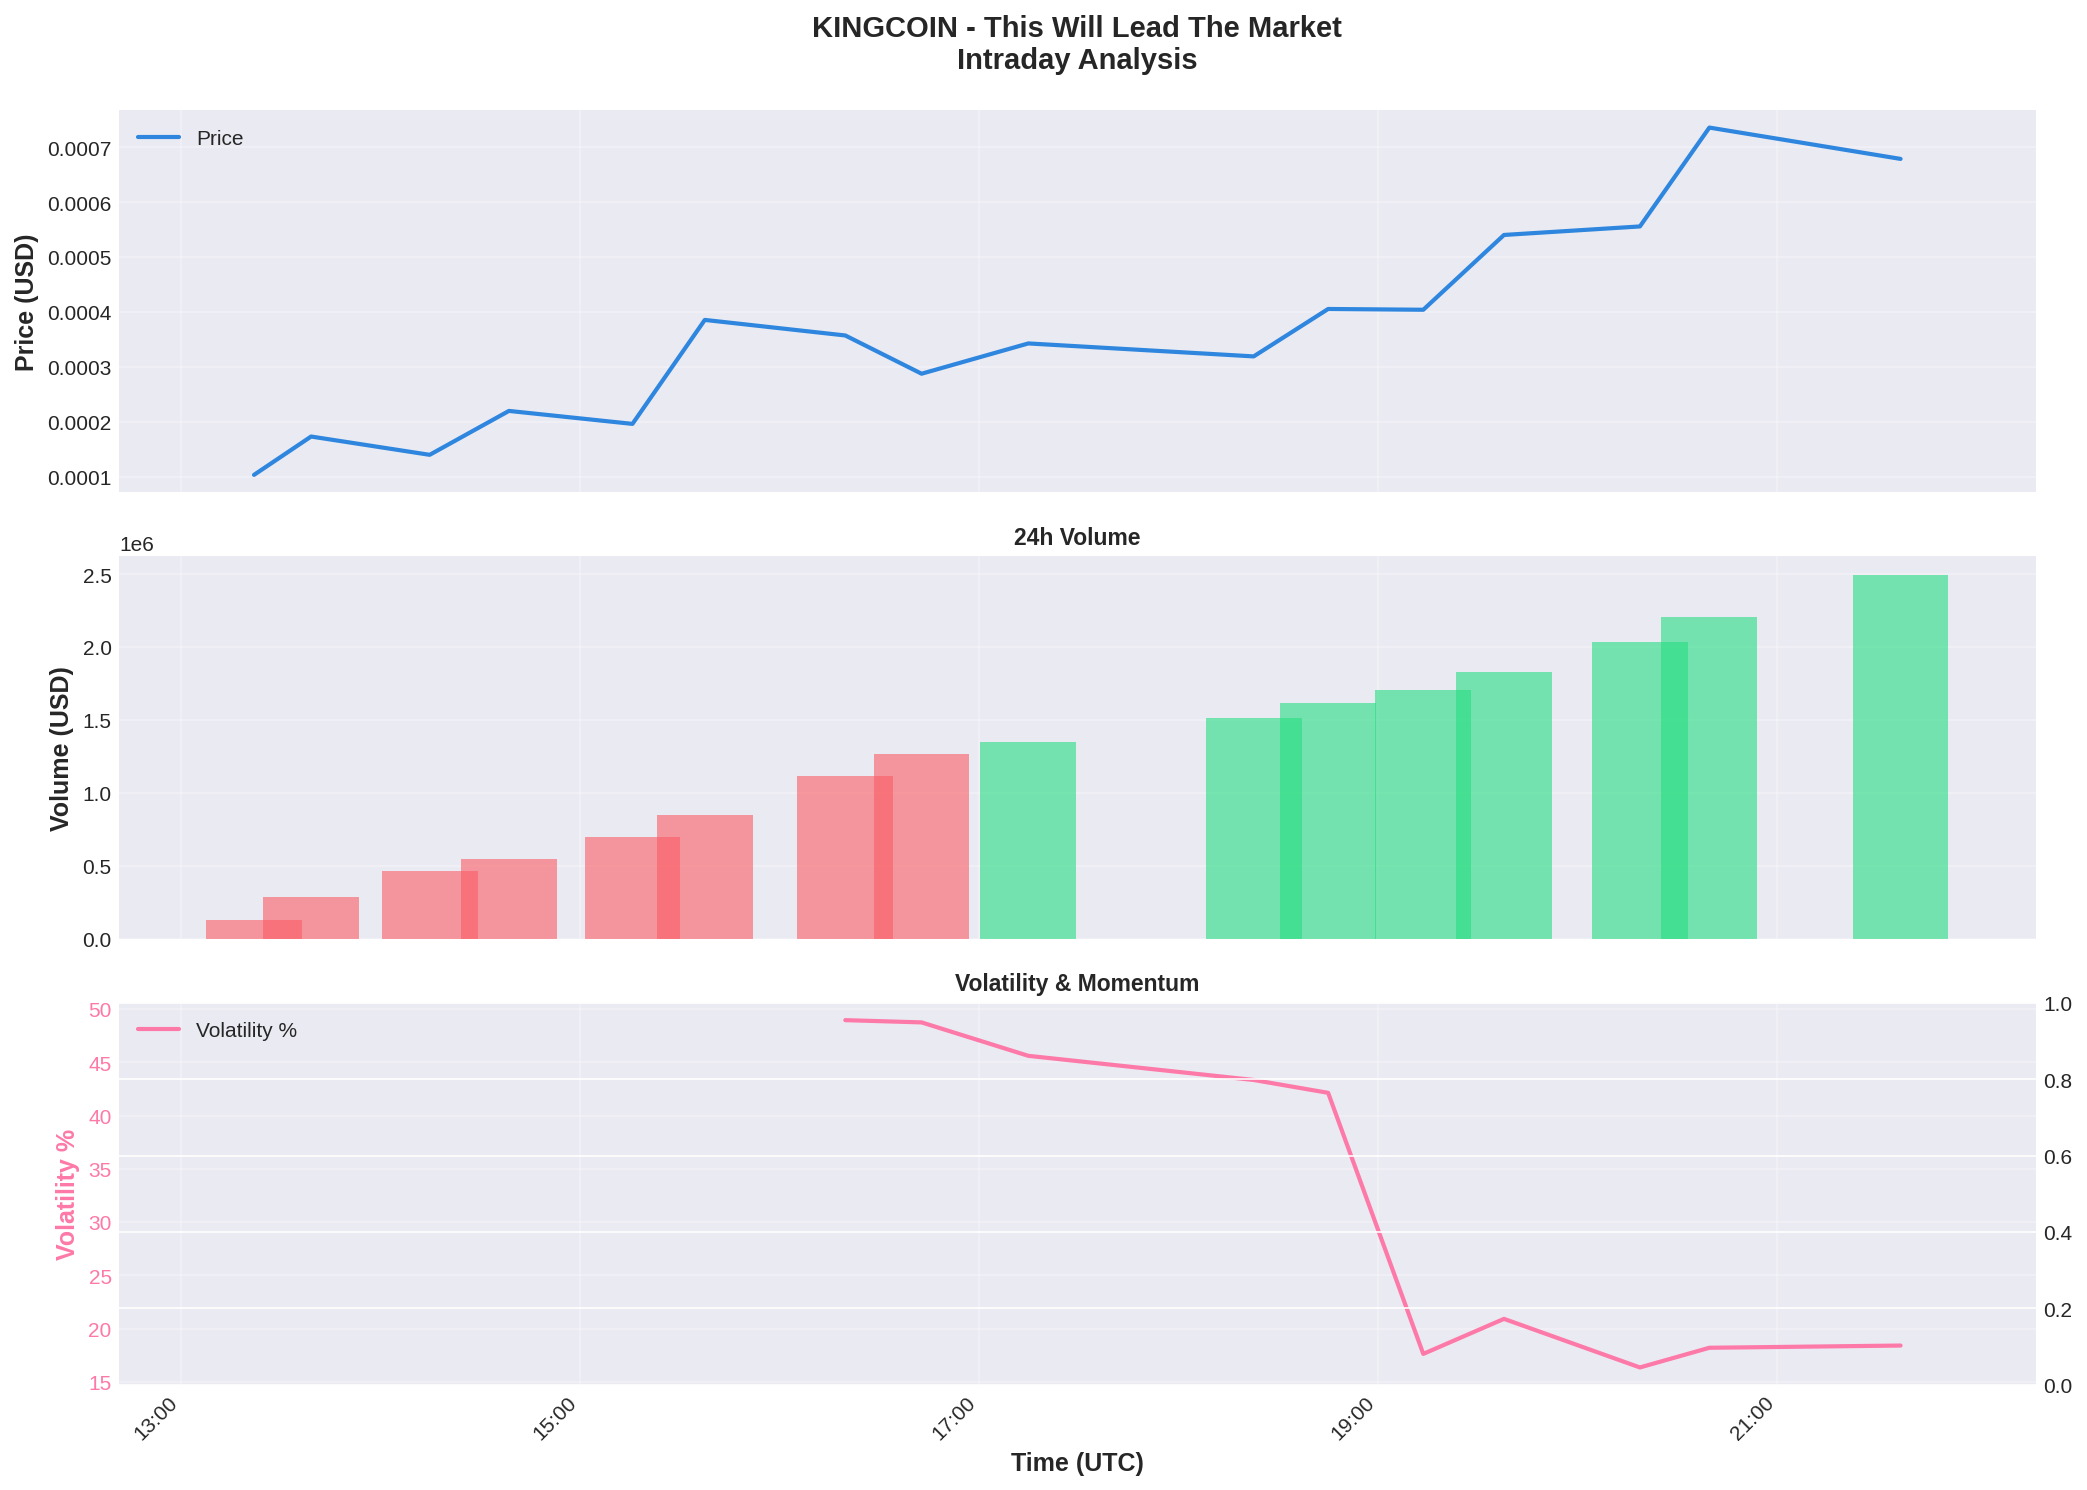 KINGCOIN - This Will Lead The Market
Intraday Analysis
Price
0.0007
0.0006
0.0005
0.0004
0.0003
0.0002
0.0001
Price (USD)
24h Volume
1e6
2.5
2.0
1.5
1.0
0.5
0.0
Volume (USD)
Volatility & Momentum
Volatility %
50
45
40
35
30
25
20
15
Volatility %
1.0
0.8
0.6
0.4
0.2
0.0
13:00
15:00
17:00
19:00
21:00
Time (UTC)